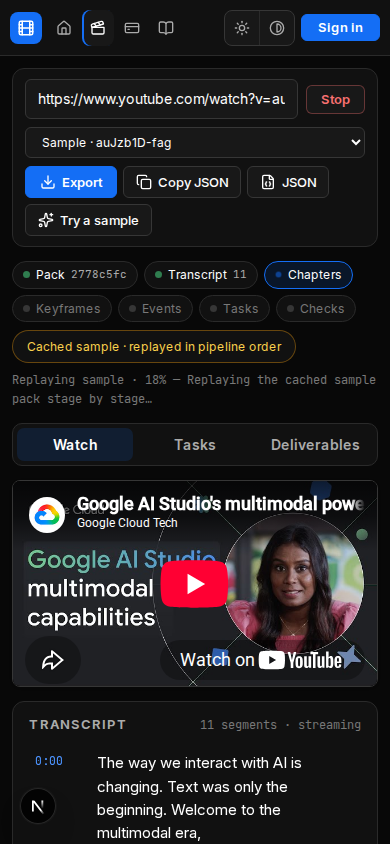 Sign in
https://www.youtube.com/watch?v=au
Stop
Sample · auJzb1D-fag
Export
Copy JSON
JSON
Try a sample
Pack 2778c5fc
Transcript 11
Chapters
Keyframes
Events
Tasks
Checks
Cached sample · replayed in pipeline order
Replaying sample · 18% — Replaying the cached sample
pack stage by stage…
Watch
Tasks
Deliverables
Google AI Studio's multimodal powe
Google Cloud Tech
Google AI Studio
multimodal
capabilities
Watch on YouTube
TRANSCRIPT
11 segments · streaming
0:00
The way we interact with AI is
changing. Text was only the
beginning. Welcome to the
multimodal era,
N